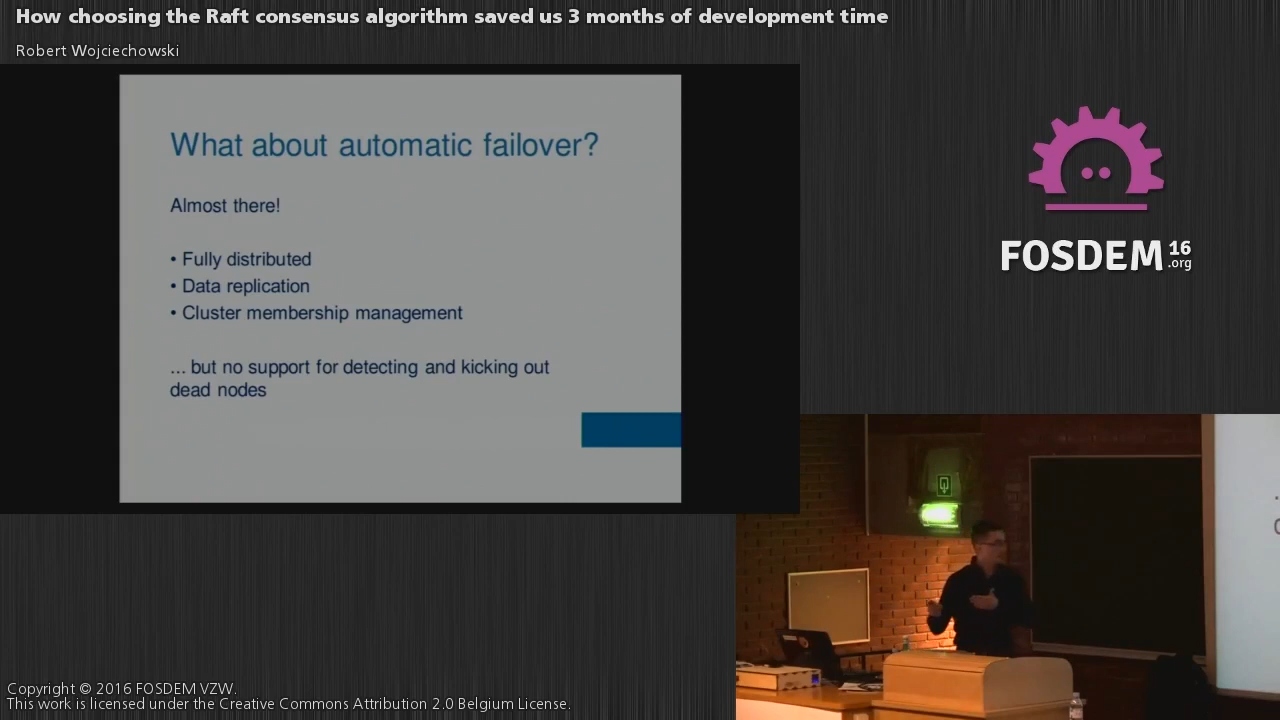 How choosing the Raft consensus algorithm saved us 3 months of development time
Robert Wojciechowski
What about automatic failover?
Almost there!
• Fully distributed
• Data replication
• Cluster membership management
... but no support for detecting and kicking out
dead nodes
FOSDEM 16
.org
Copyright © 2016 FOSDEM VZW.
This work is licensed under the Creative Commons Attribution 2.0 Belgium License.